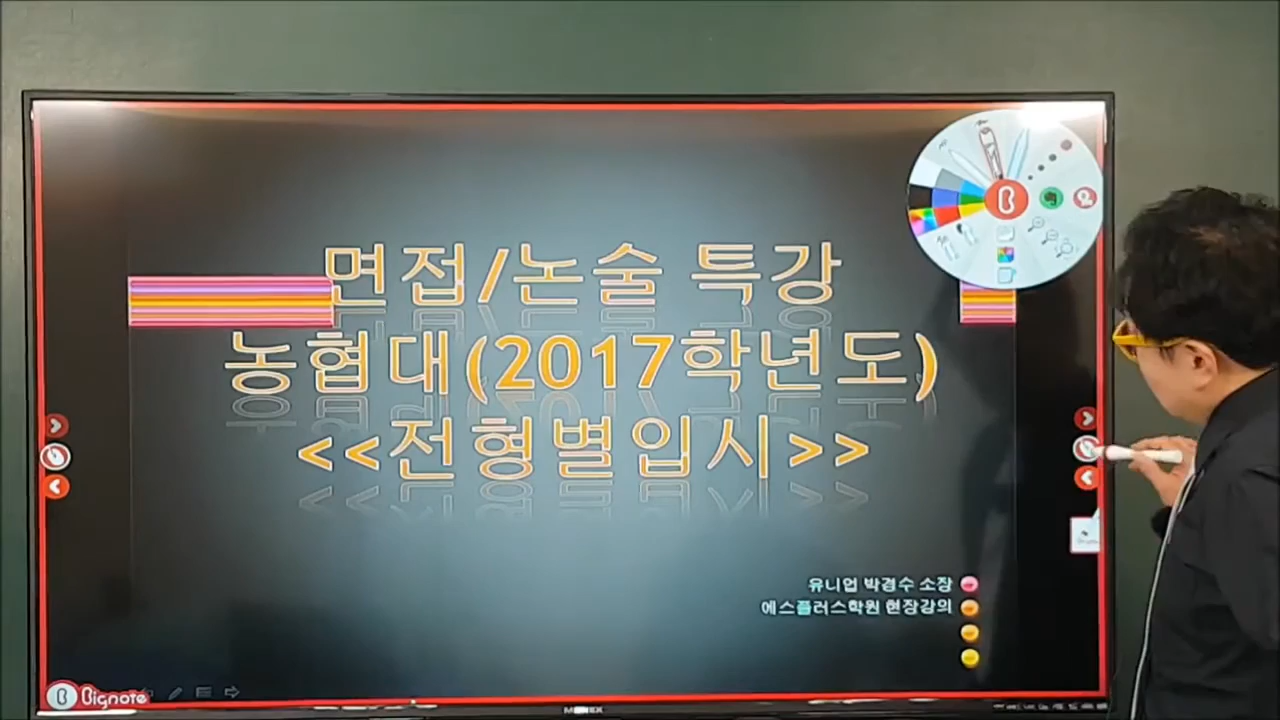 면접/논술 특강
농협대(2017학년도)
<<전형별입시>>
유니업 박경수 소장
에스플러스학원 현장강의
Bignote